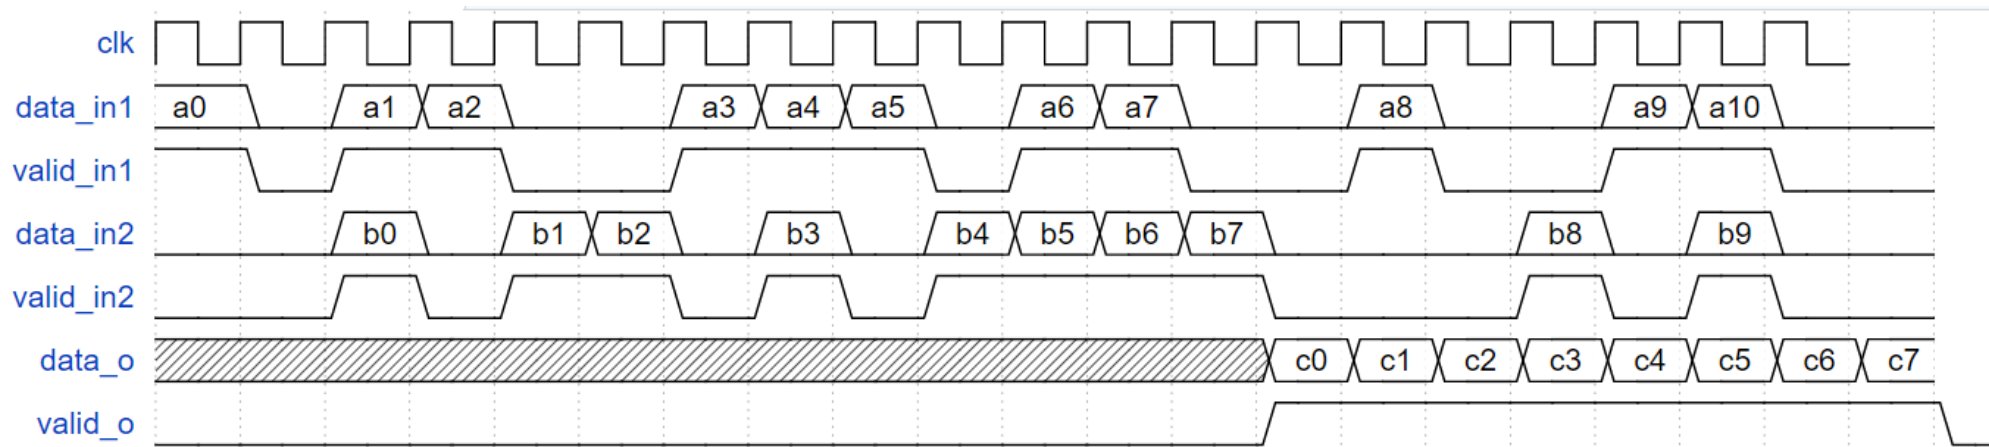 clk
data_in1 a0 a1 a2 a3 a4 a5 a6 a7 a8 a9 a10
valid_in1
data_in2 b0 b1 b2 b3 b4 b5 b6 b7 b8 b9
valid_in2
data_o c0 c1 c2 c3 c4 c5 c6 c7
valid_o